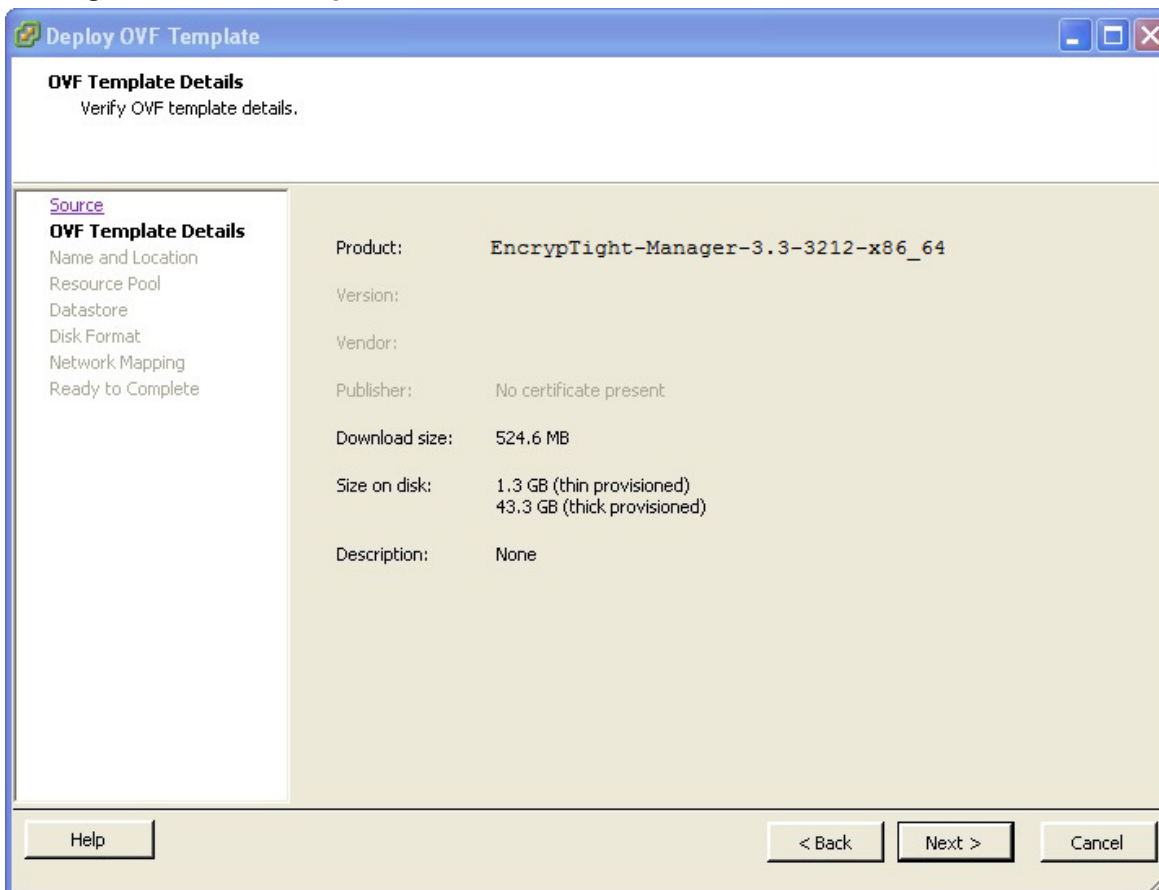 Deploy OVF Template
OVF Template Details
Verify OVF template details.
Source
OVF Template Details
Name and Location
Resource Pool
Datastore
Disk Format
Network Mapping
Ready to Complete
Product: EncrypTight-Manager-3.3-3212-x86_64
Version:
Vendor:
Publisher: No certificate present
Download size: 524.6 MB
Size on disk: 1.3 GB (thin provisioned)
43.3 GB (thick provisioned)
Description: None
Help
< Back
Next >
Cancel